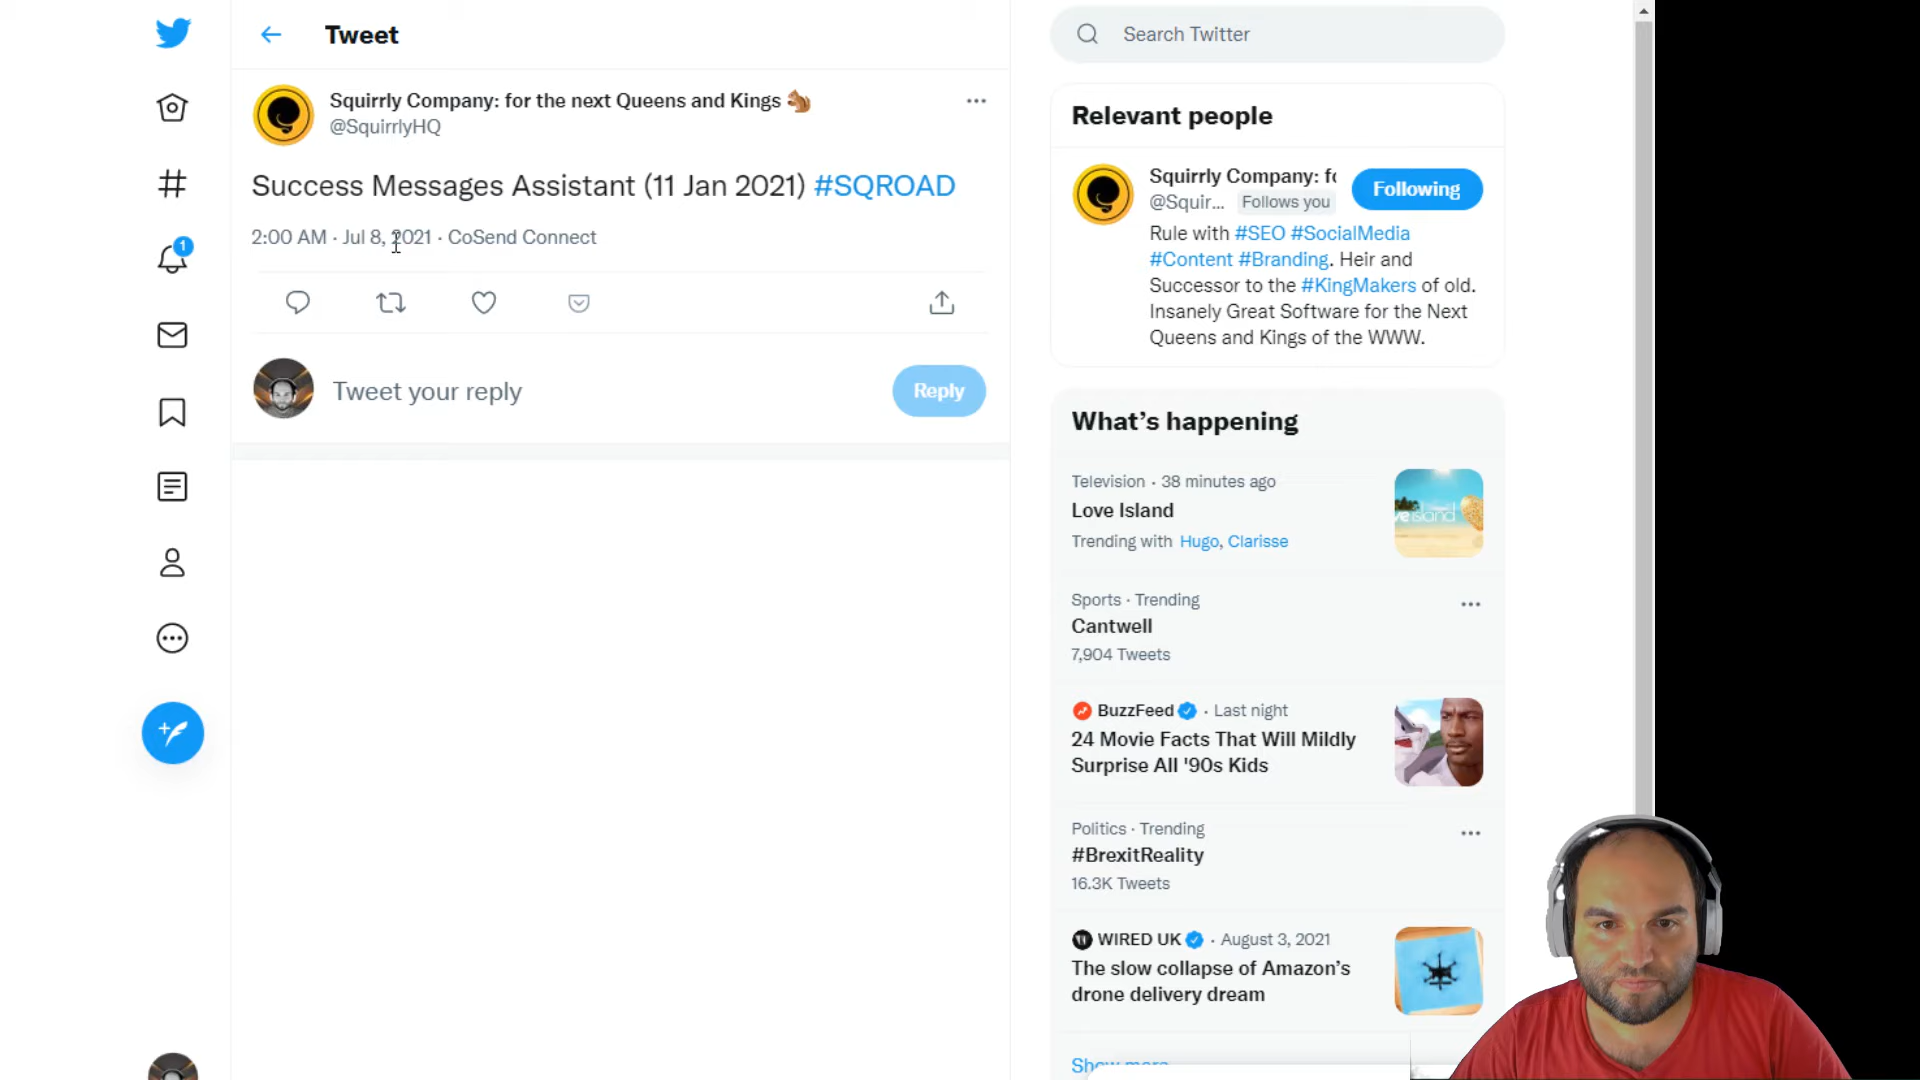 Tweet
Squirrly Company: for the next Queens and Kings 🐿
@SquirrlyHQ
Success Messages Assistant (11 Jan 2021) #SQROAD
2:00 AM · Jul 8, 2021 · CoSend Connect
Tweet your reply
Reply
1
Search Twitter
Relevant people
Squirrly Company: fo
@Squir... Follows you
Following
Rule with #SEO #SocialMedia
#Content #Branding. Heir and
Successor to the #KingMakers of old.
Insanely Great Software for the Next
Queens and Kings of the WWW.
What's happening
Television · 38 minutes ago
Love Island
Trending with Hugo, Clarisse
Sports · Trending
Cantwell
7,904 Tweets
BuzzFeed · Last night
24 Movie Facts That Will Mildly
Surprise All '90s Kids
Politics · Trending
#BrexitReality
16.3K Tweets
WIRED UK · August 3, 2021
The slow collapse of Amazon's
drone delivery dream
Show more